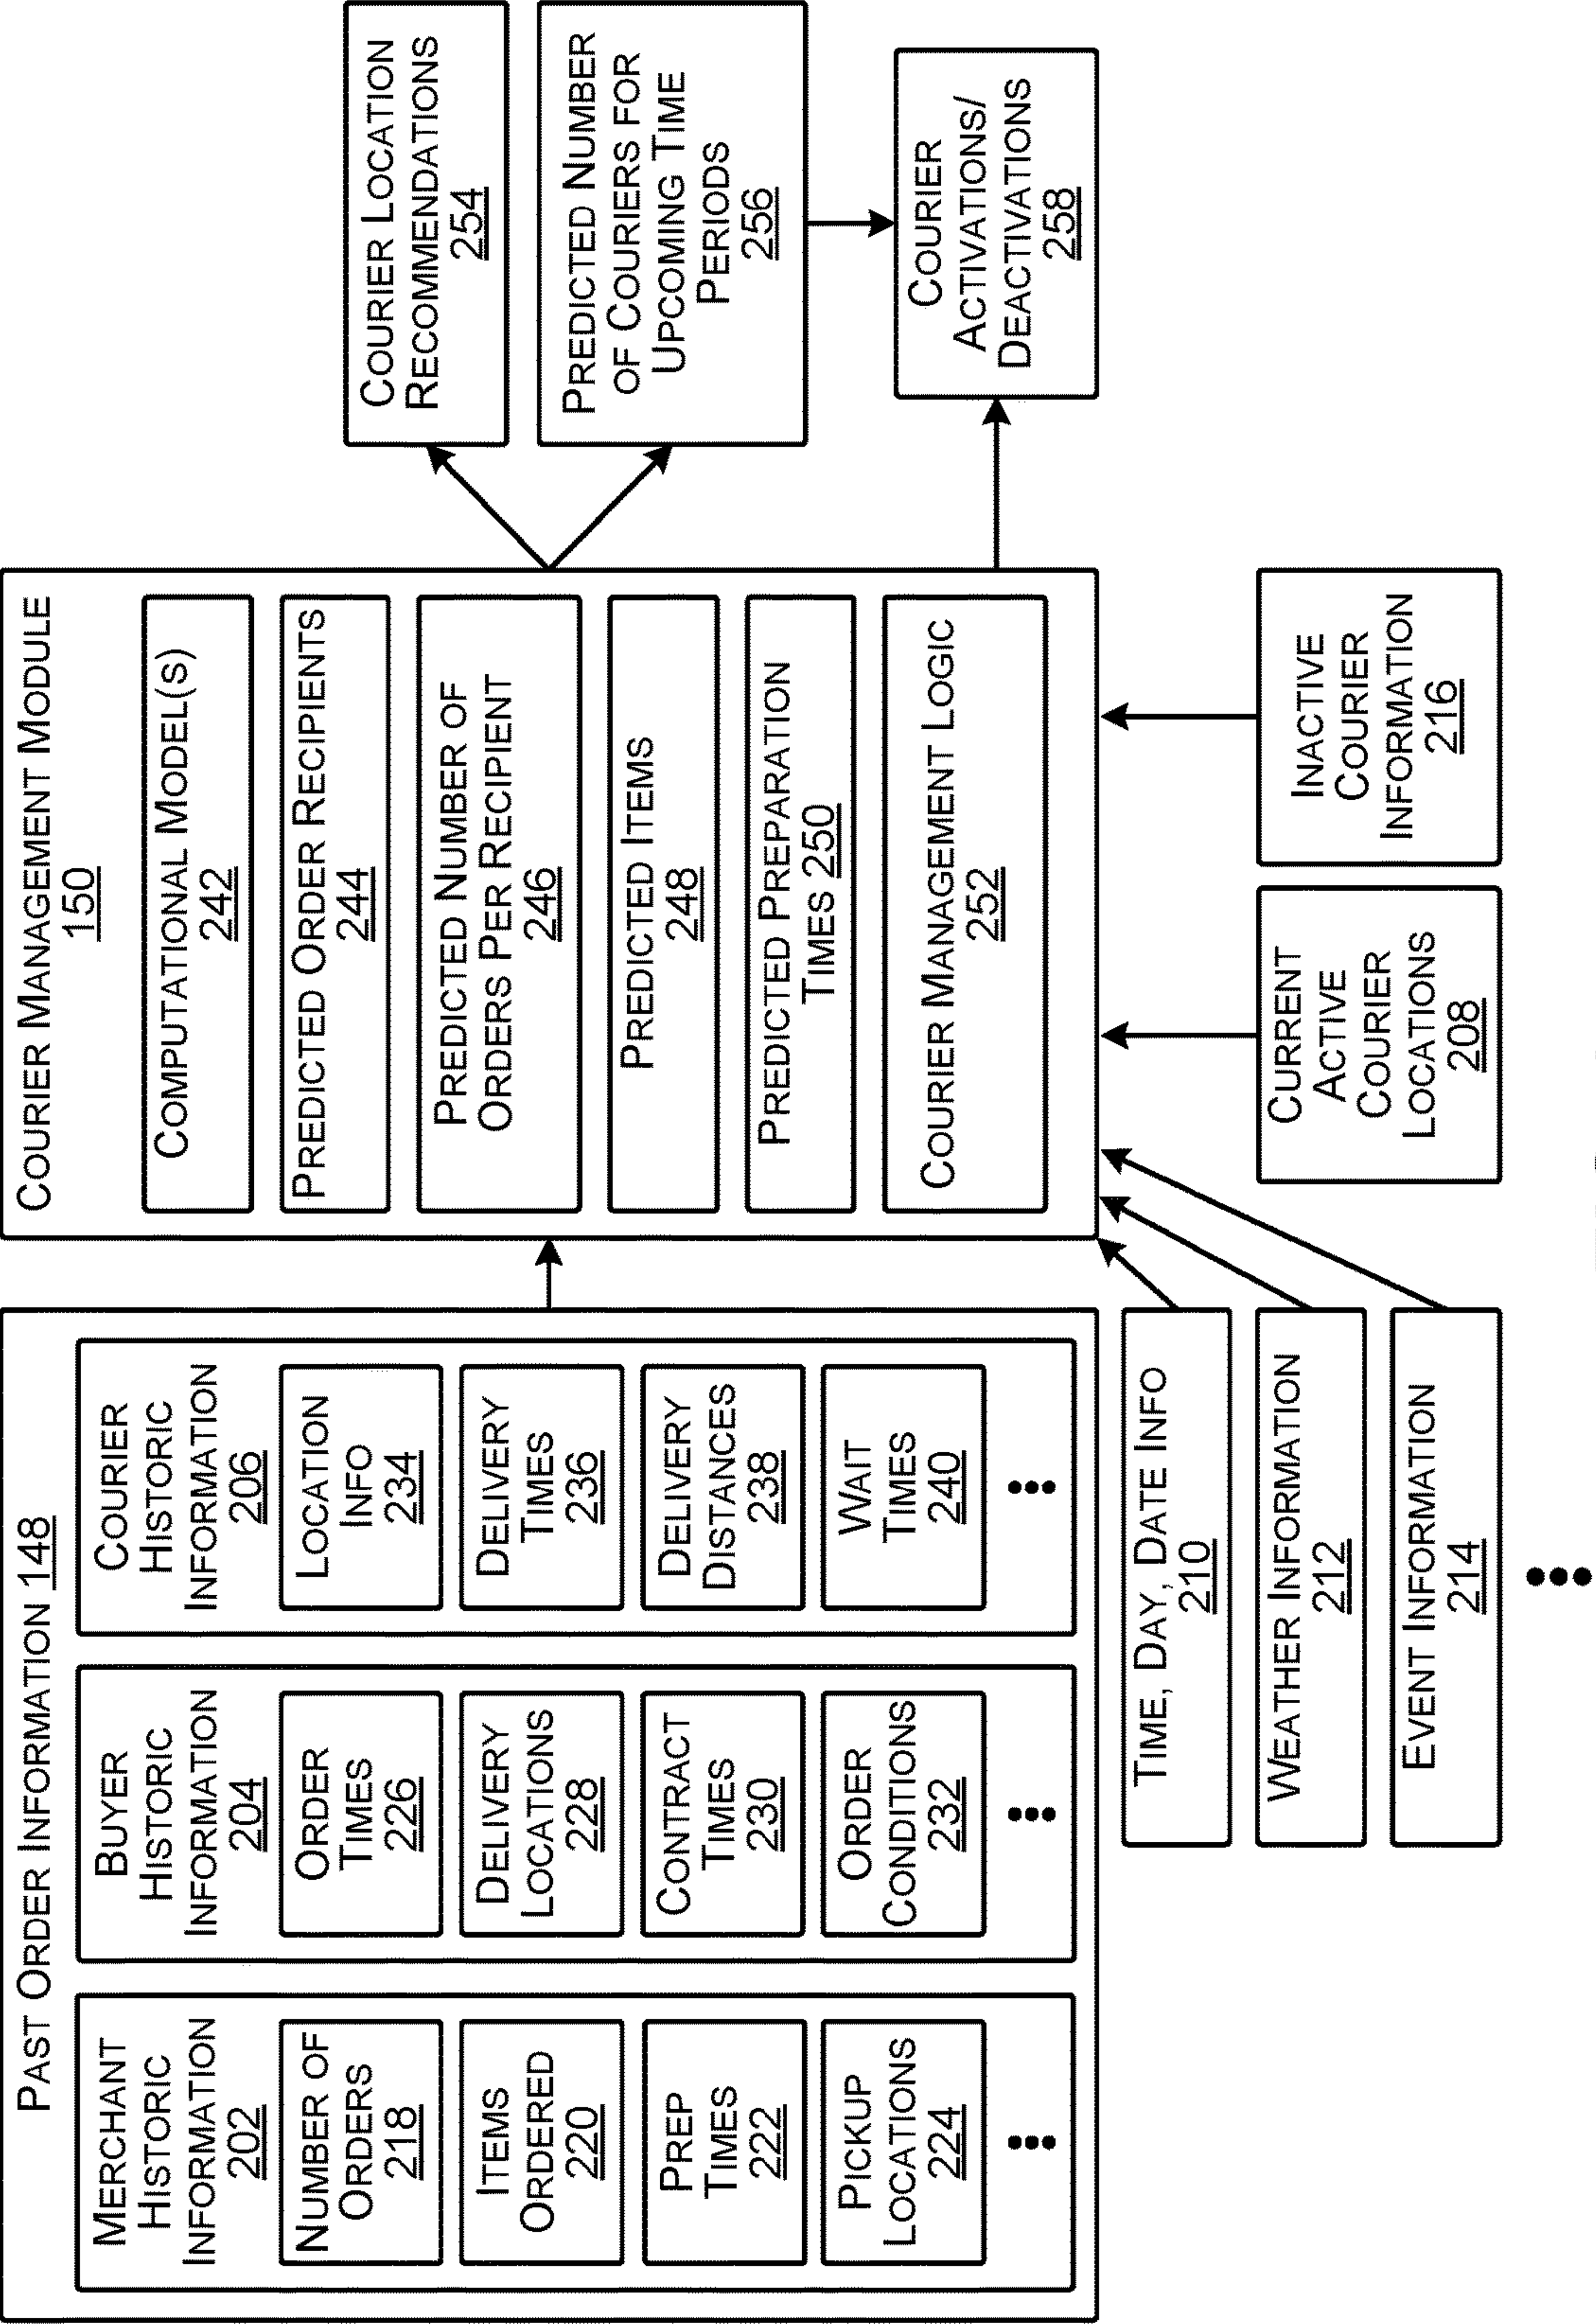 PAST ORDER INFORMATION 148
MERCHANT
HISTORIC
INFORMATION
202
NUMBER OF
ORDERS
218
ITEMS
ORDERED
220
PREP
TIMES
222
PICKUP
LOCATIONS
224
BUYER
HISTORIC
INFORMATION
204
ORDER
TIMES
226
DELIVERY
LOCATIONS
228
CONTRACT
TIMES
230
ORDER
CONDITIONS
232
COURIER
HISTORIC
INFORMATION
206
LOCATION
INFO
234
DELIVERY
TIMES
236
DELIVERY
DISTANCES
238
WAIT
TIMES
240
TIME, DAY, DATE INFO
210
WEATHER INFORMATION
212
EVENT INFORMATION
214
COURIER MANAGEMENT MODULE
150
COMPUTATIONAL MODEL(S)
242
PREDICTED ORDER RECIPIENTS
244
PREDICTED NUMBER OF
ORDERS PER RECIPIENT
246
PREDICTED ITEMS
248
PREDICTED PREPARATION
TIMES 250
COURIER MANAGEMENT LOGIC
252
CURRENT
ACTIVE
COURIER
LOCATIONS
208
INACTIVE
COURIER
INFORMATION
216
COURIER LOCATION
RECOMMENDATIONS
254
PREDICTED NUMBER
OF COURIERS FOR
UPCOMING TIME
PERIODS
256
COURIER
ACTIVATIONS/
DEACTIVATIONS
258